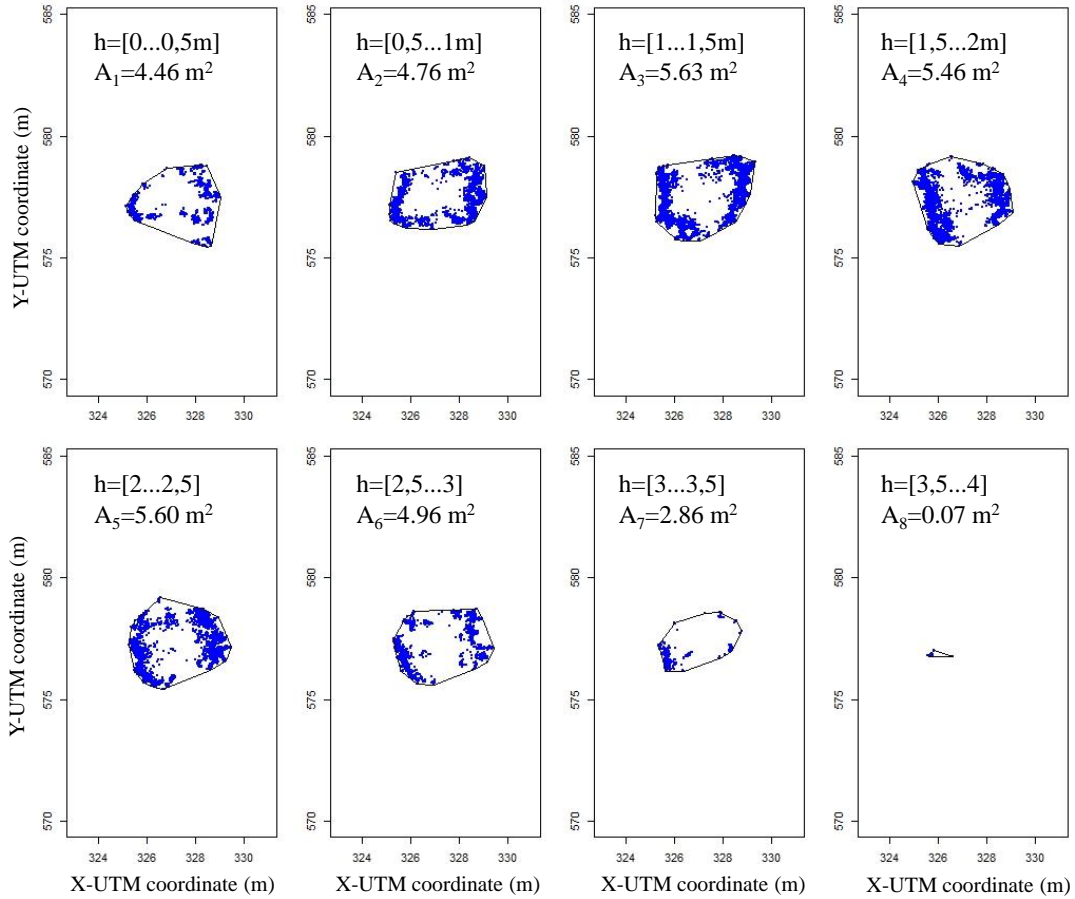 h=[0...0,5m]
A1=4.46 m²
h=[0,5...1m]
A2=4.76 m²
h=[1...1,5m]
A3=5.63 m²
h=[1,5...2m]
A4=5.46 m²
Y-UTM coordinate (m)
585
580
575
570
585
580
575
570
585
580
575
570
585
580
575
570
324 326 328 330
324 326 328 330
324 326 328 330
324 326 328 330
h=[2...2,5]
A5=5.60 m²
h=[2,5...3]
A6=4.96 m²
h=[3...3,5]
A7=2.86 m²
h=[3,5...4]
A8=0.07 m²
Y-UTM coordinate (m)
585
580
575
570
585
580
575
570
585
580
575
570
585
580
575
570
324 326 328 330
324 326 328 330
324 326 328 330
324 326 328 330
X-UTM coordinate (m)
X-UTM coordinate (m)
X-UTM coordinate (m)
X-UTM coordinate (m)